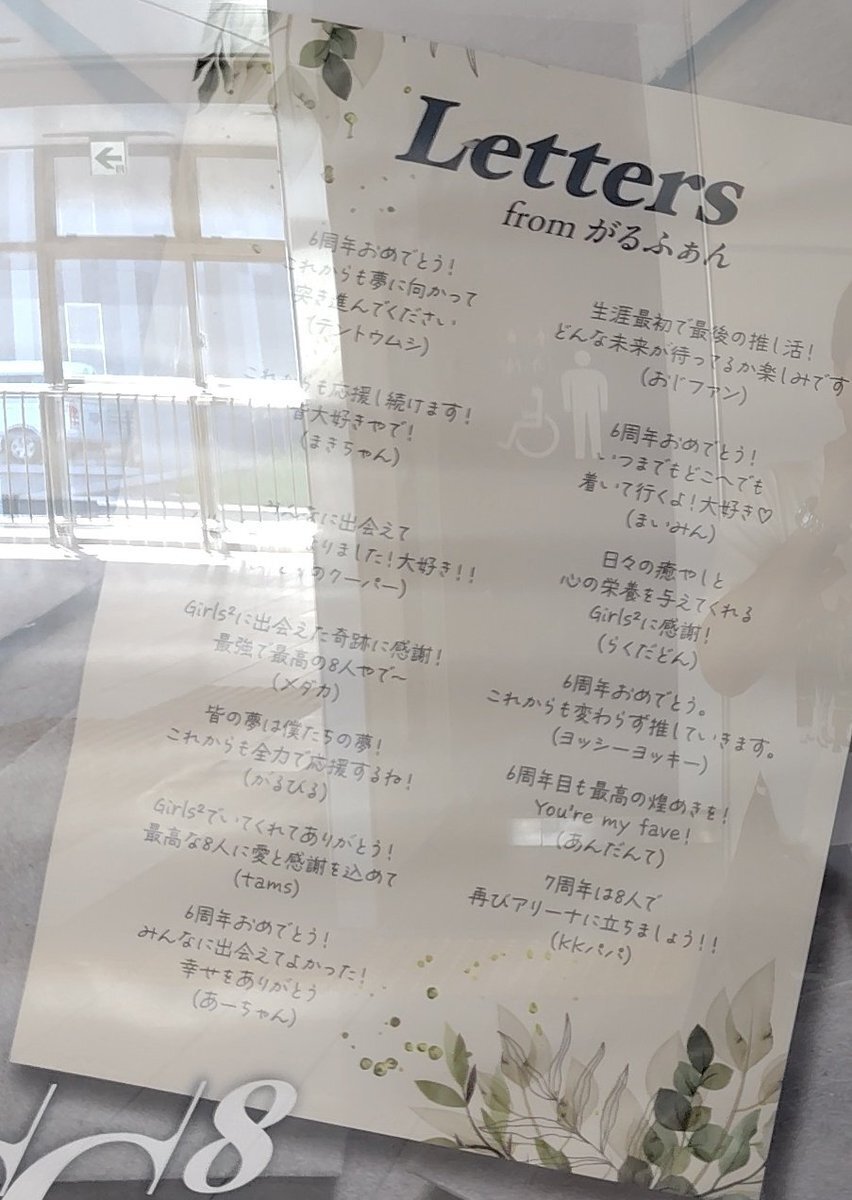 Letters
from がるふぁん
6周年おめでとう!
これからも夢に向かって
突き進んでください
(テントウムシ)
これからも応援し続けます!
皆大好きやで!
(まきちゃん)
に出会えて
りました!大好き!!
のクーパー)
Girls²に出会えた奇跡に感謝!
最強で最高の8人やで〜
(メダカ)
皆の夢は僕たちの夢!
これからも全力で応援するね!
(がるびる)
Girls²でいてくれてありがとう!
最高な8人に愛と感謝を込めて
(tams)
6周年おめでとう!
みんなに出会えてよかった!
幸せをありがとう
(あーちゃん)
生涯最初で最後の推し活!
どんな未来が待ってるか楽しみです
(おじファン)
6周年おめでとう!
いつまでもどこへでも
着いて行くよ!大好き♡
(まいみん)
日々の癒やしと
心の栄養を与えてくれる
Girls²に感謝!
(らくだどん)
6周年おめでとう。
これからも変わらず推していきます。
(ヨッシーヨッキー)
6周年目も最高の煌めきを!
You're my fave!
(あんだんて)
7周年は8人で
再びアリーナに立ちましょう!!
(KKパパ)
8